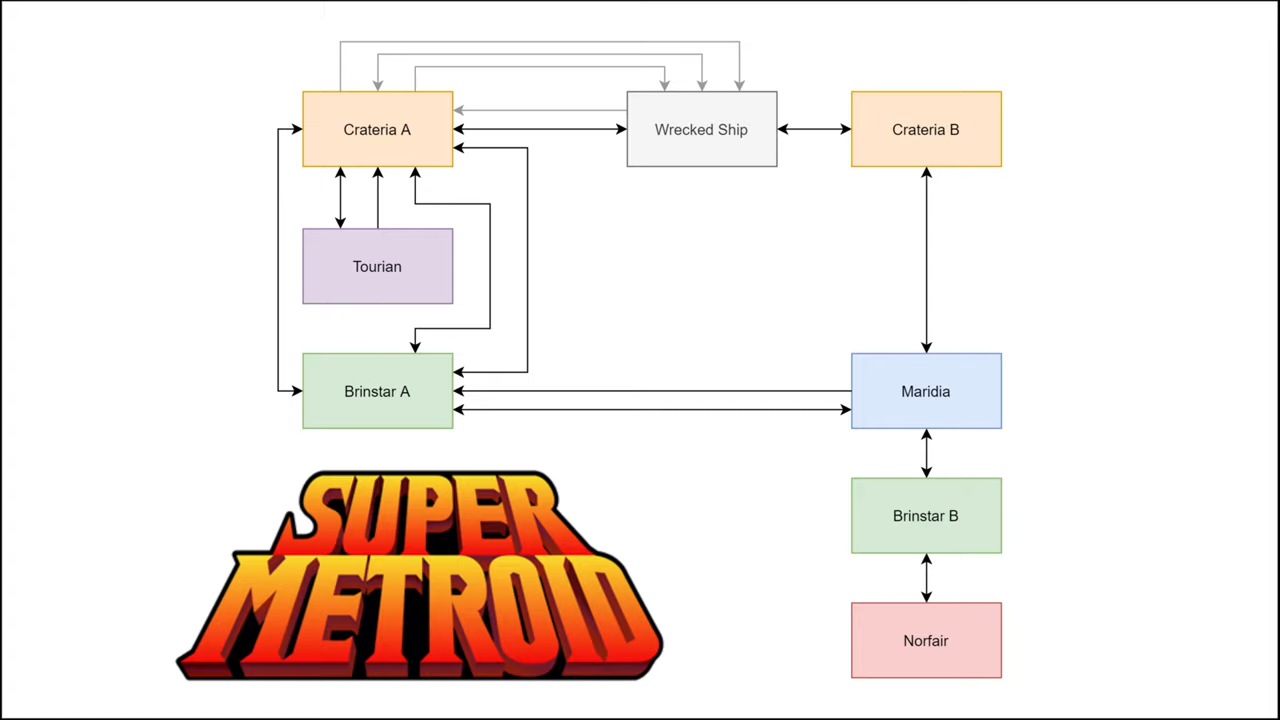 Crateria A
Wrecked Ship
Crateria B
Tourian
Brinstar A
Maridia
SUPER
METROID
Brinstar B
Norfair